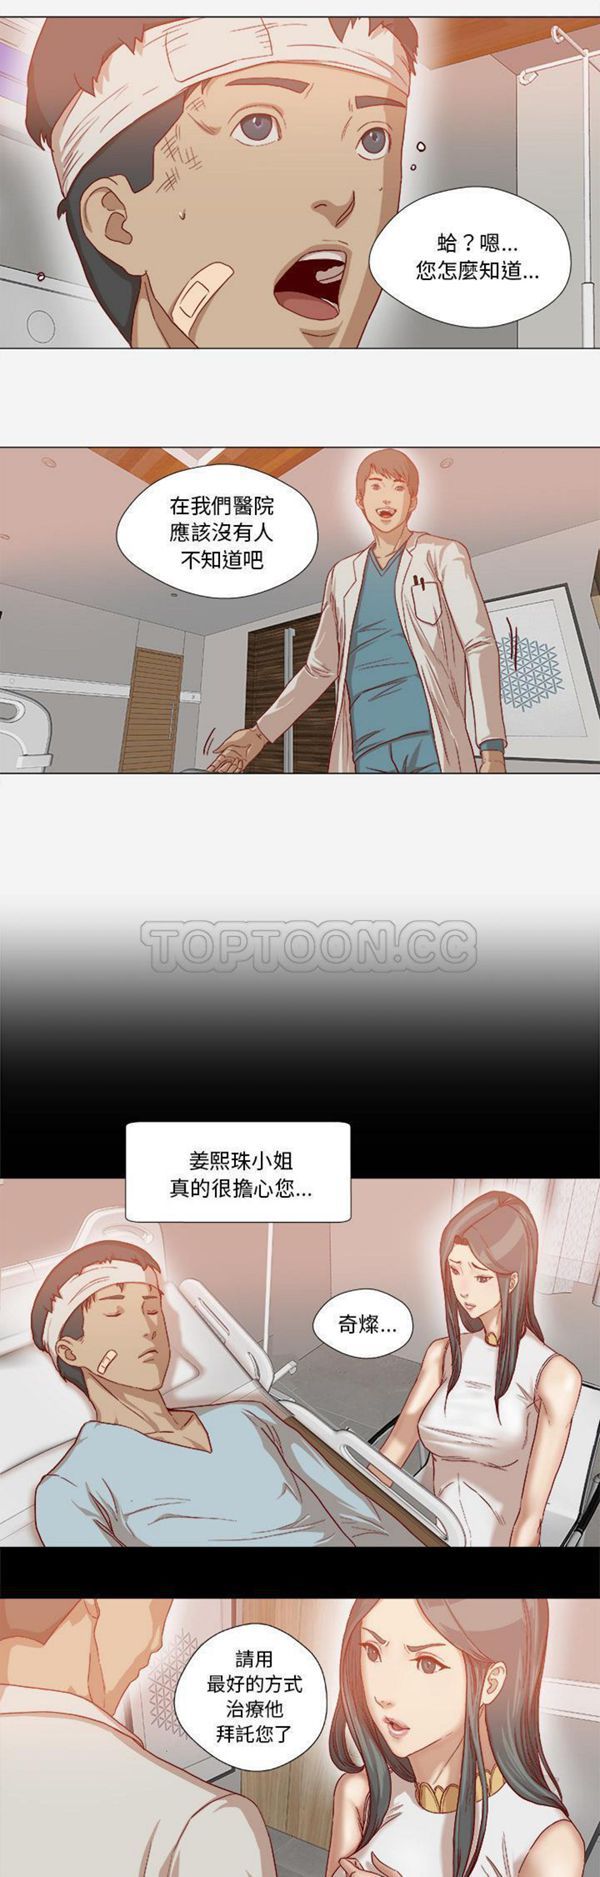 蛤？嗯...
您怎麼知道...
在我們醫院
應該沒有人
不知道吧
TOPTOON.CC
姜熙珠小姐
真的很擔心您...
奇燦...
請用
最好的方式
治療他
拜託您了